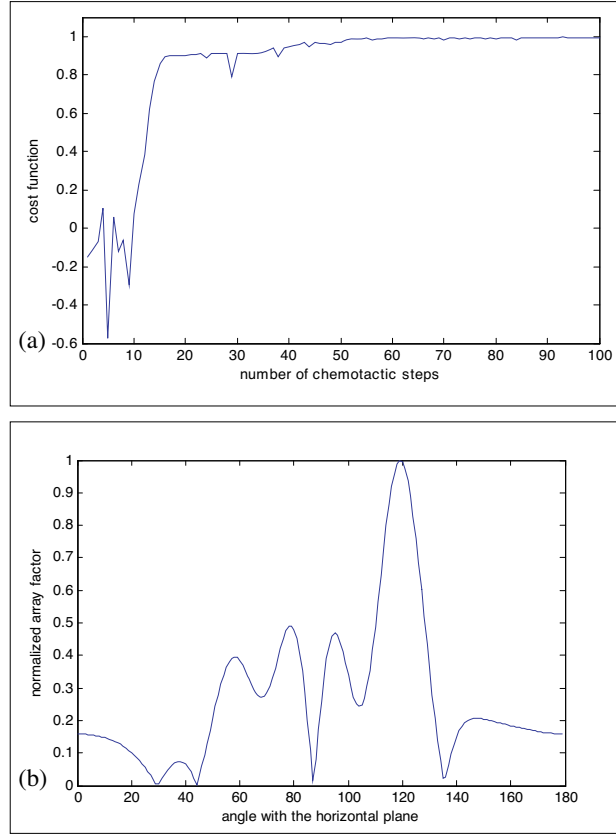 1
0.8
0.6
0.4
0.2
0
-0.2
-0.4
-0.6
cost function
(a)
0 10 20 30 40 50 60 70 80 90 100
number of chemotactic steps
1
0.9
0.8
0.7
0.6
0.5
0.4
0.3
0.2
0.1
0
normalized array factor
(b)
0 20 40 60 80 100 120 140 160 180
angle with the horizontal plane